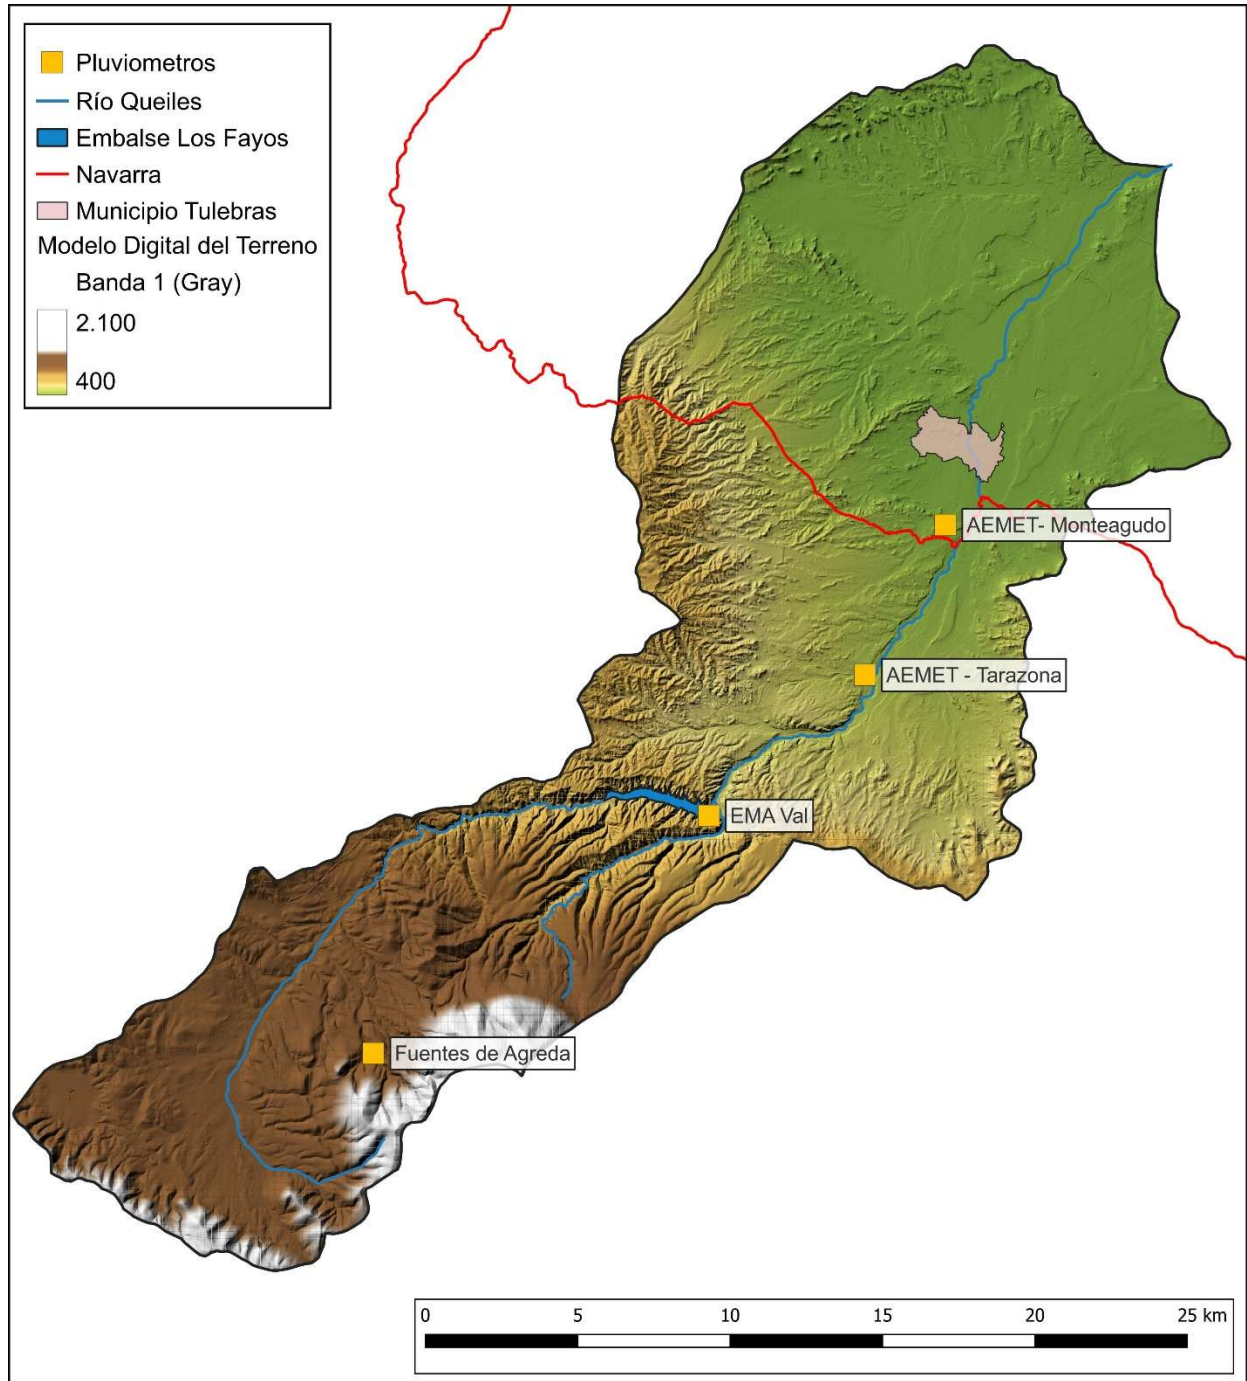 Pluviometros
Río Queiles
Embalse Los Fayos
Navarra
Municipio Tulebras
Modelo Digital del Terreno
Banda 1 (Gray)
2.100
400
AEMET- Monteagudo
AEMET - Tarazona
EMA Val
Fuentes de Agreda
0 5 10 15 20 25 km